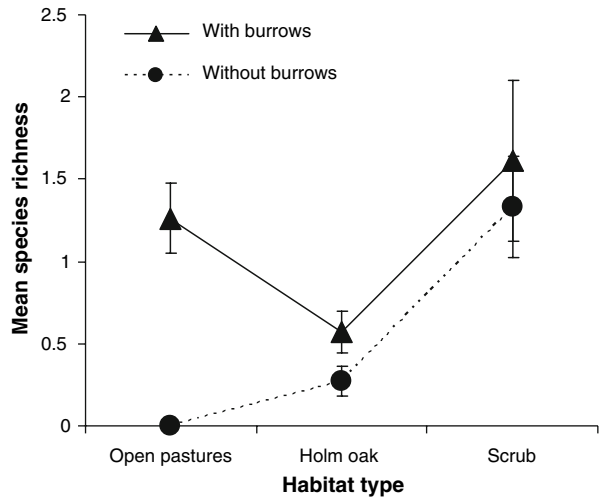 2.5
With burrows
Without burrows
2
1.5
1
0.5
0
Mean species richness
Open pastures Holm oak Scrub
Habitat type